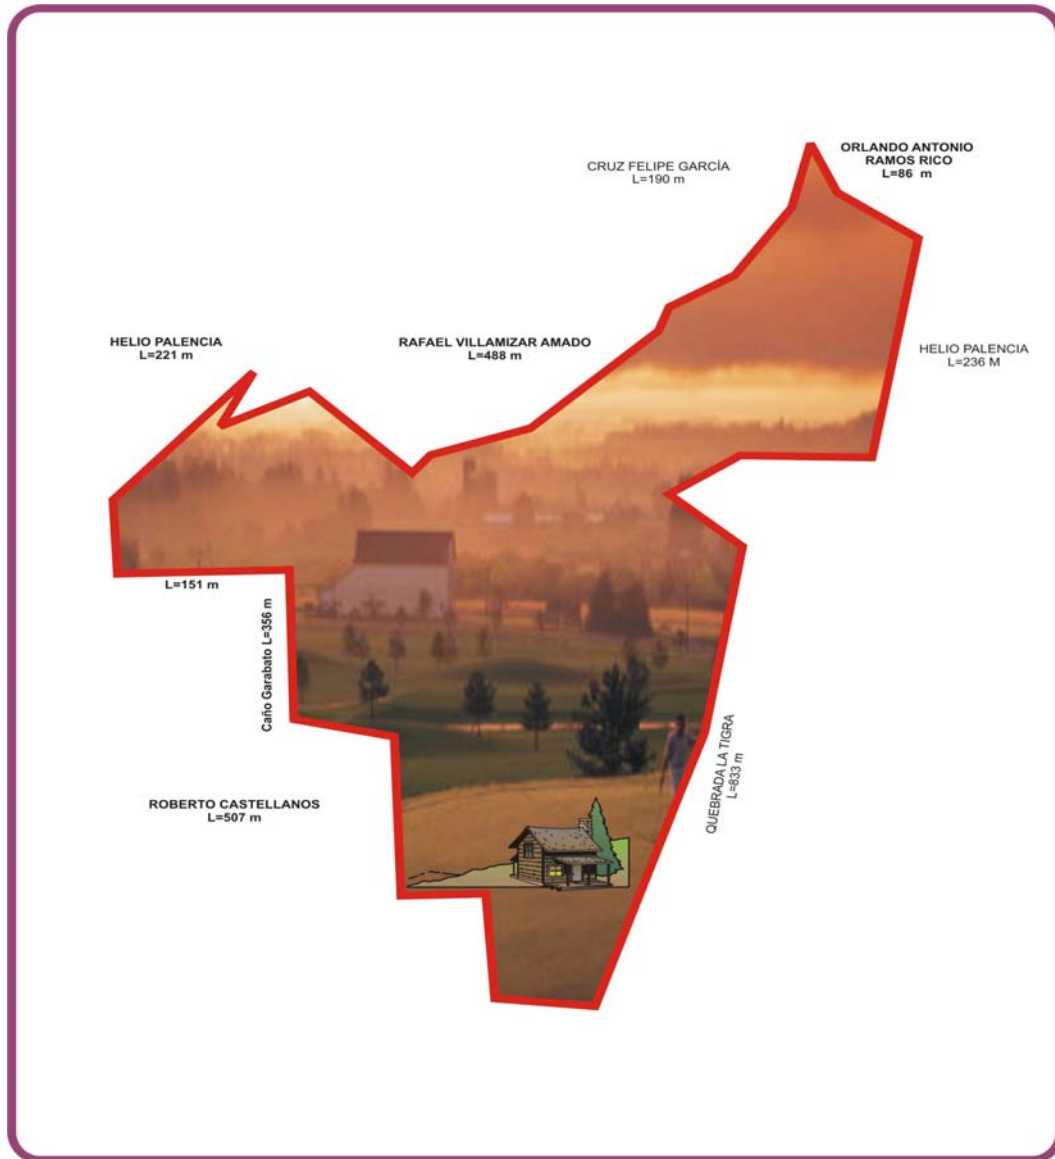 ORLANDO ANTONIO
RAMOS RICO
L=86 m
CRUZ FELIPE GARCÍA
L=190 m
HELIO PALENCIA
L=221 m
RAFAEL VILLAMIZAR AMADO
L=488 m
HELIO PALENCIA
L=236 M
L=151 m
Caño Garabato L=356 m
QUEBRADA LA TIGRA
L=833 m
ROBERTO CASTELLANOS
L=507 m